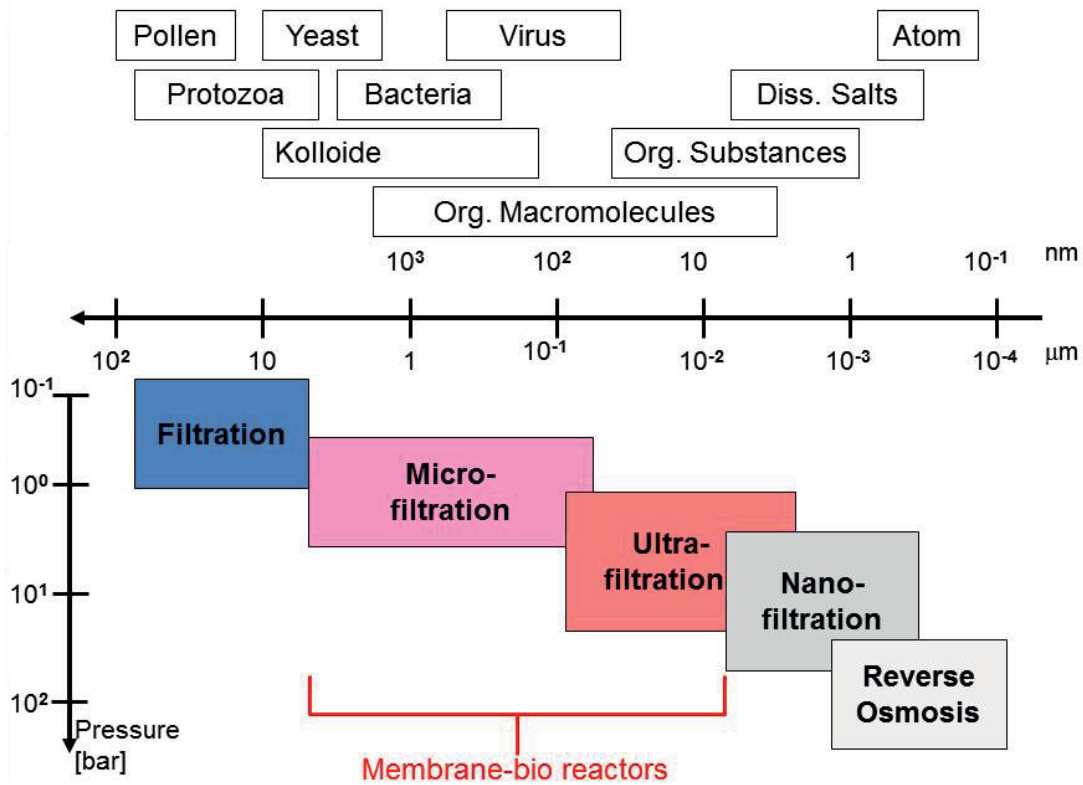 Pollen Yeast Virus Atom
Protozoa Bacteria Diss. Salts
Kolloide Org. Substances
Org. Macromolecules
10³ 10² 10 1 10⁻¹ nm
10² 10 1 10⁻¹ 10⁻² 10⁻³ 10⁻⁴ µm
10⁻¹
Filtration
Micro-
filtration
10⁰
Ultra-
filtration
Nano-
filtration
10¹
Reverse
Osmosis
10²
Pressure
[bar]
Membrane-bio reactors